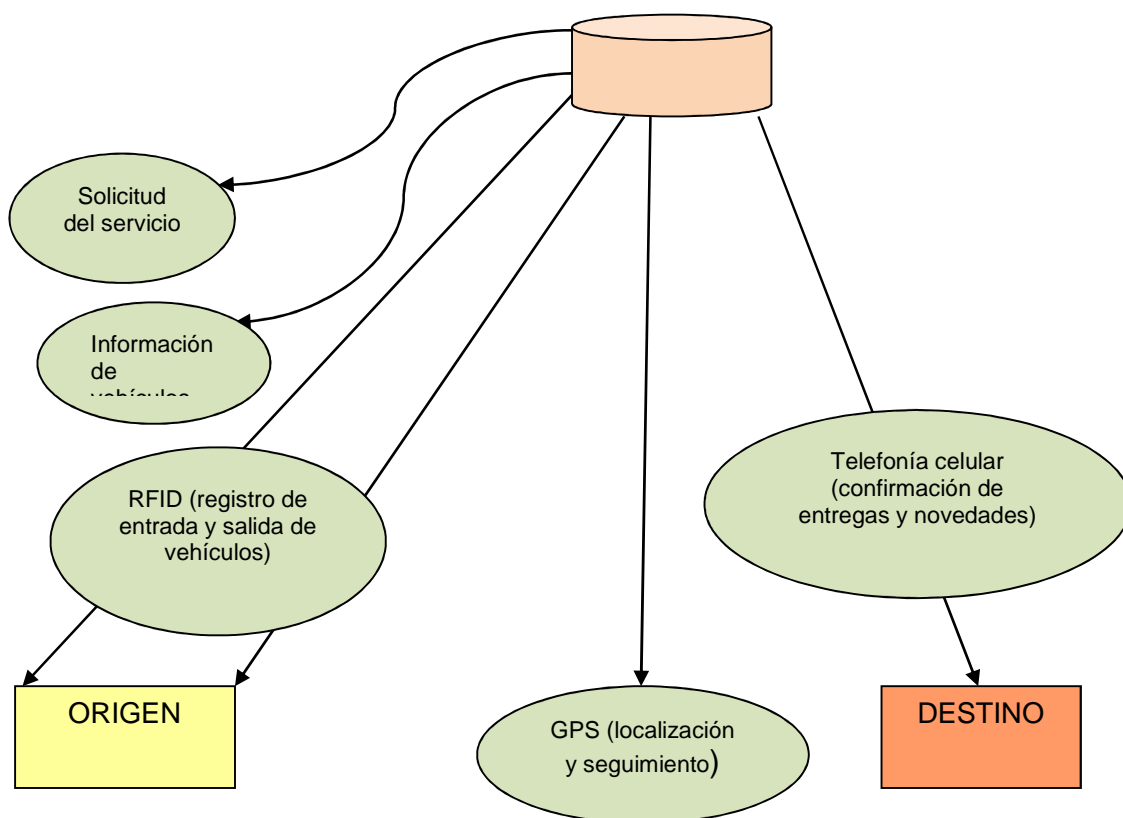 Solicitud
del servicio
Información
de
vehículos
RFID (registro de
entrada y salida de
vehículos)
Telefonía celular
(confirmación de
entregas y novedades)
ORIGEN
GPS (localización
y seguimiento)
DESTINO